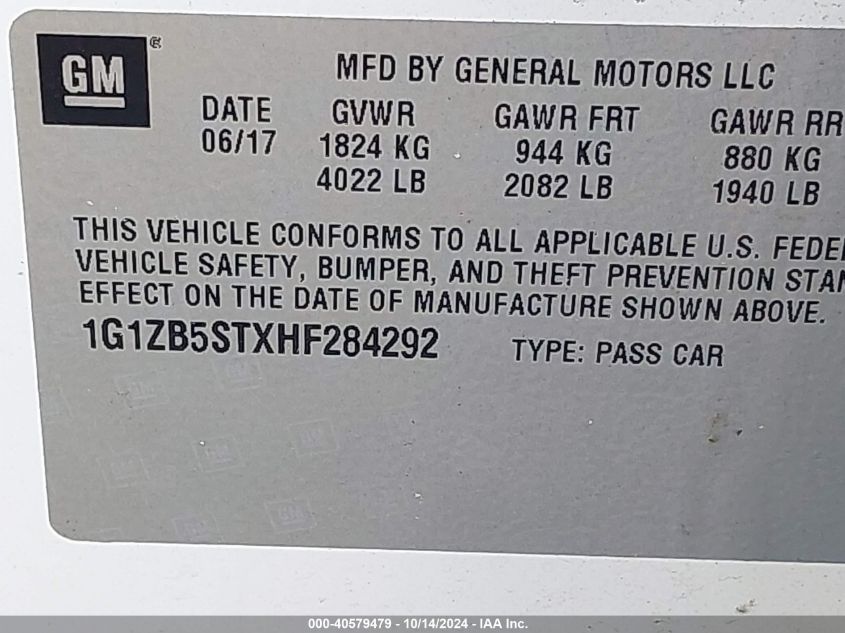 GM ®
MFD BY GENERAL MOTORS LLC
DATE GVWR GAWR FRT GAWR RR
06/17 1824 KG 944 KG 880 KG
4022 LB 2082 LB 1940 LB
THIS VEHICLE CONFORMS TO ALL APPLICABLE U.S. FEDE
VEHICLE SAFETY, BUMPER, AND THEFT PREVENTION STAN
EFFECT ON THE DATE OF MANUFACTURE SHOWN ABOVE.
1G1ZB5STXHF284292 TYPE: PASS CAR
000-40579479 - 10/14/2024 - IAA Inc.